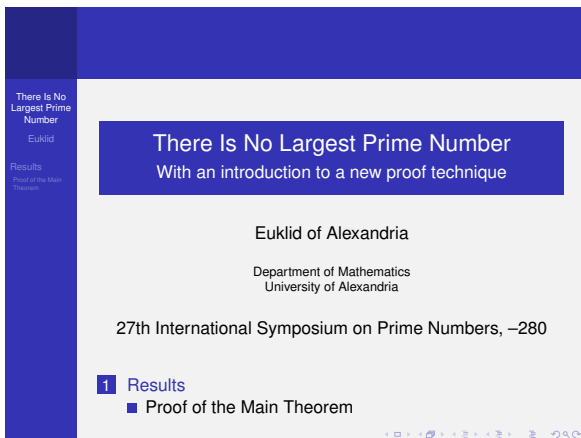 There Is No
Largest Prime
Number
Euklid
Results
Proof of the Main
Theorem
There Is No Largest Prime Number
With an introduction to a new proof technique
Euklid of Alexandria
Department of Mathematics
University of Alexandria
27th International Symposium on Prime Numbers, –280
1 Results
Proof of the Main Theorem